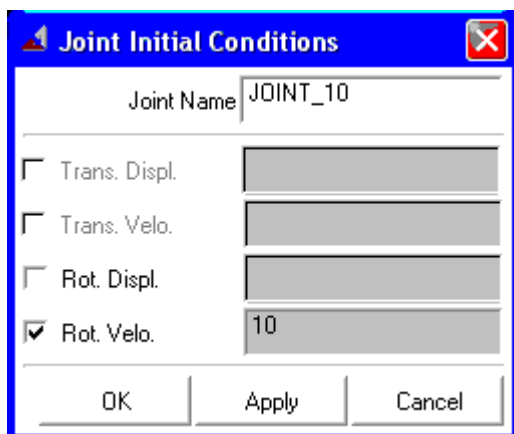 Joint Initial Conditions
Joint Name JOINT_10
Trans. Displ.
Trans. Velo.
Rot. Displ.
Rot. Velo. 10
OK Apply Cancel